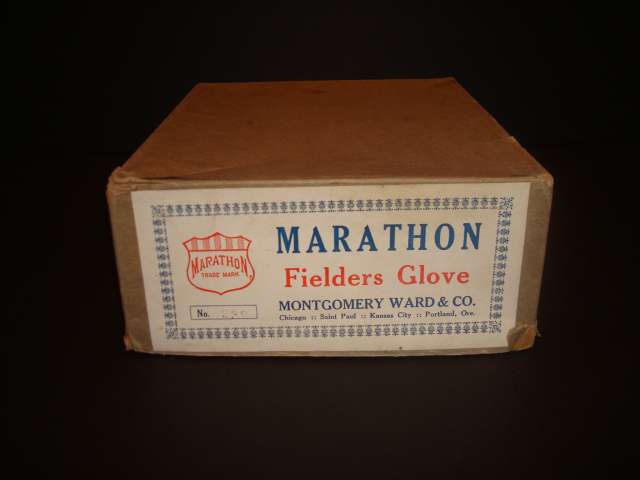 MARATHON
TRADE MARK.
No.
MARATHON
Fielders Glove
MONTGOMERY WARD & CO.
Chicago :: Saint Paul :: Kansas City :: Portland, Ore.